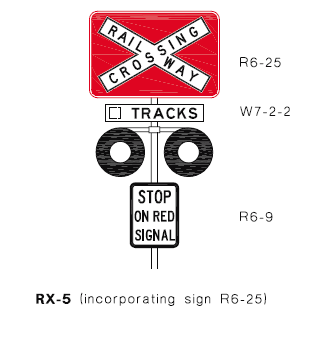 RAILWAY
CROSSING
R6-25
TRACKS
W7-2-2
STOP
ON RED
SIGNAL
R6-9
RX-5 (incorporating sign R6-25)